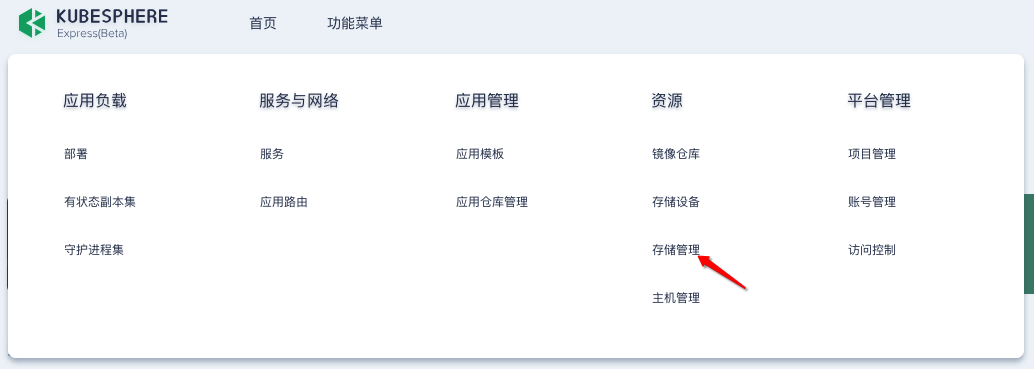 KUBESPHERE
Express(Beta)
首页 功能菜单
应用负载 服务与网络 应用管理 资源 平台管理
部署 服务 应用模板 镜像仓库 项目管理
有状态副本集 应用路由 应用仓库管理 存储设备 账号管理
守护进程集 存储管理 访问控制
主机管理